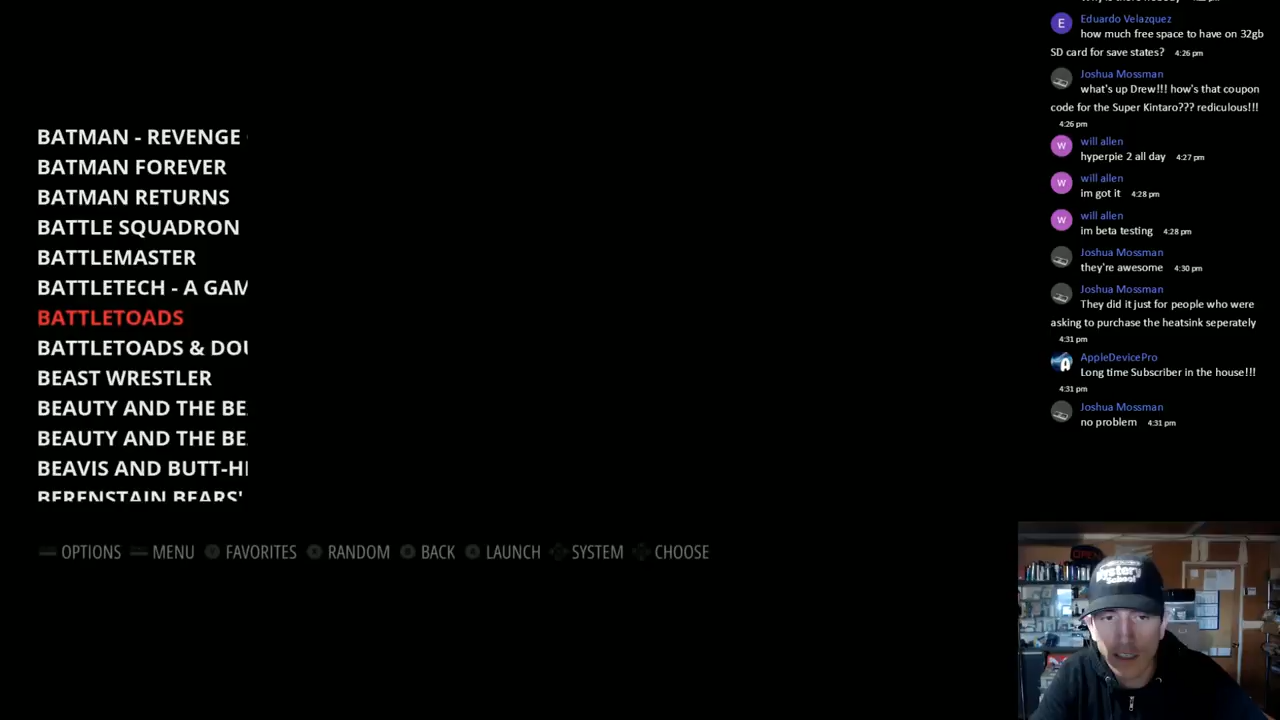 BATMAN - REVENGE
BATMAN FOREVER
BATMAN RETURNS
BATTLE SQUADRON
BATTLEMASTER
BATTLETECH - A GAM
BATTLETOADS
BATTLETOADS & DOU
BEAST WRESTLER
BEAUTY AND THE BE
BEAUTY AND THE BE
BEAVIS AND BUTT-H
BERENSTAIN BEARS'
OPTIONS MENU FAVORITES RANDOM BACK LAUNCH SYSTEM CHOOSE
E Eduardo Velazquez
how much free space to have on 32gb
SD card for save states? 4:26 pm
Joshua Mossman
what's up Drew!!! how's that coupon
code for the Super Kintaro??? rediculous!!!
4:26 pm
W will allen
hyperpie 2 all day 4:27 pm
W will allen
im got it 4:28 pm
W will allen
im beta testing 4:28 pm
Joshua Mossman
they're awesome 4:30 pm
Joshua Mossman
They did it just for people who were
asking to purchase the heatsink seperately
4:31 pm
A AppleDevicePro
Long time Subscriber in the house!!!
4:31 pm
Joshua Mossman
no problem 4:31 pm
OPEN
Mystery
School